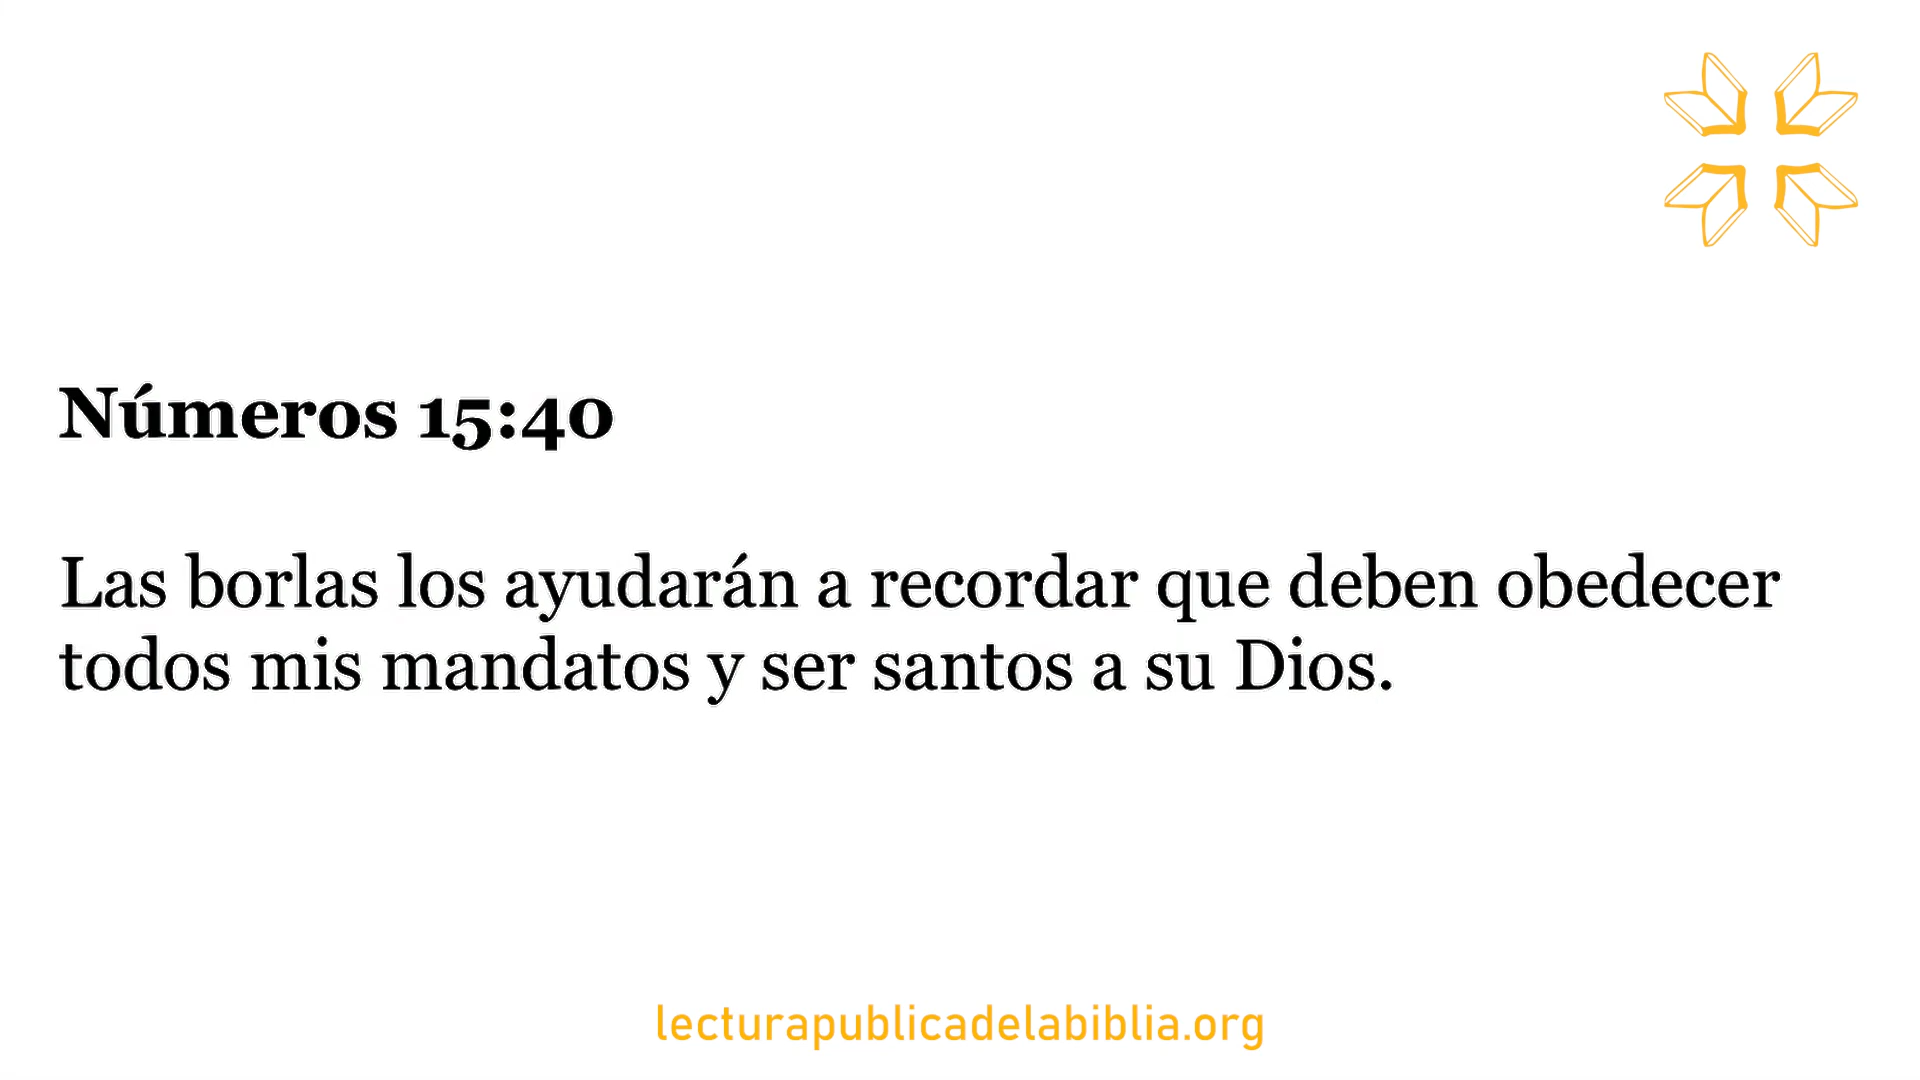 Números 15:40
Las borlas los ayudarán a recordar que deben obedecer
todos mis mandatos y ser santos a su Dios.
lecturapublicadelabiblia.org